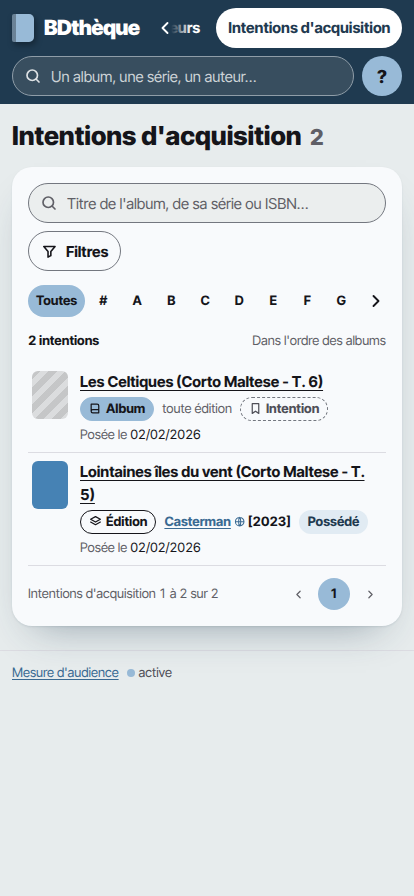 BDthèque
Intentions d'acquisition
Un album, une série, un auteur...
?
Intentions d'acquisition 2
Titre de l'album, de sa série ou ISBN...
Filtres
Toutes # A B C D E F G
2 intentions
Dans l'ordre des albums
Les Celtiques (Corto Maltese - T. 6)
Album toute édition Intention
Posée le 02/02/2026
Lointaines îles du vent (Corto Maltese - T.
5)
Édition Casterman [2023] Possédé
Posée le 02/02/2026
Intentions d'acquisition 1 à 2 sur 2
1
Mesure d'audience active